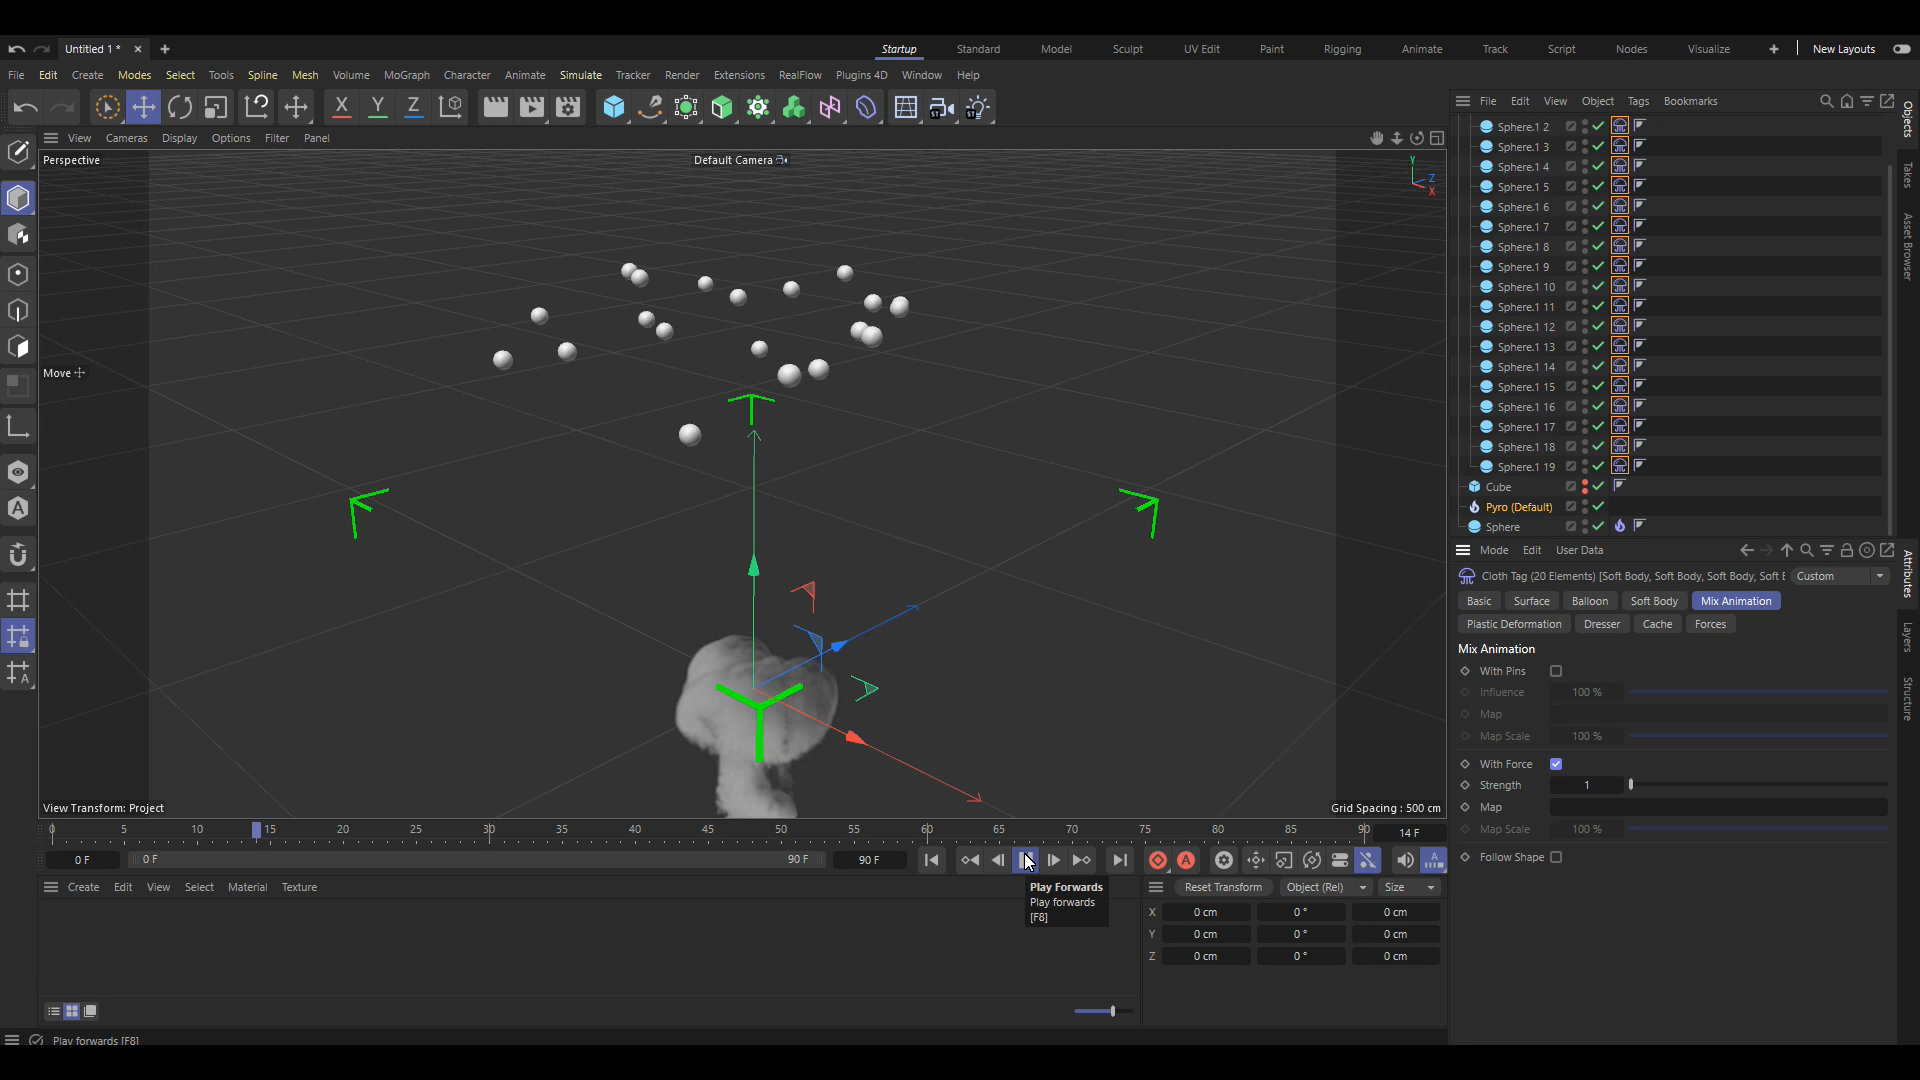 Untitled 1 *
Startup
Standard
Model
Sculpt
UV Edit
Paint
Rigging
Animate
Track
Script
Nodes
Visualize
New Layouts
File Edit Create Modes Select Tools Spline Mesh Volume MoGraph Character Animate Simulate Tracker Render Extensions RealFlow Plugins 4D Window Help
X Y Z
ST ST
View Cameras Display Options Filter Panel
Perspective
Default Camera
Y
Z
X
Move
View Transform: Project
Grid Spacing : 500 cm
0 5 10 15 20 25 30 35 40 45 50 55 60 65 70 75 80 85 90
14 F
0 F
0 F
90 F
90 F
Play Forwards
Play forwards
[F8]
Create Edit View Select Material Texture
Reset Transform
Object (Rel)
Size
X 0 cm 0 ° 0 cm
Y 0 cm 0 ° 0 cm
Z 0 cm 0 ° 0 cm
Play forwards [F8]
File Edit View Object Tags Bookmarks
Sphere.1 2
Sphere.1 3
Sphere.1 4
Sphere.1 5
Sphere.1 6
Sphere.1 7
Sphere.1 8
Sphere.1 9
Sphere.1 10
Sphere.1 11
Sphere.1 12
Sphere.1 13
Sphere.1 14
Sphere.1 15
Sphere.1 16
Sphere.1 17
Sphere.1 18
Sphere.1 19
Cube
Pyro (Default)
Sphere
Objects
Takes
Asset Browser
Mode Edit User Data
Cloth Tag (20 Elements) [Soft Body, Soft Body, Soft Body, Soft E
Custom
Basic Surface Balloon Soft Body Mix Animation
Plastic Deformation Dresser Cache Forces
Mix Animation
With Pins
Influence 100 %
Map
Map Scale 100 %
With Force
Strength 1
Map
Map Scale 100 %
Follow Shape
Attributes
Layers
Structure